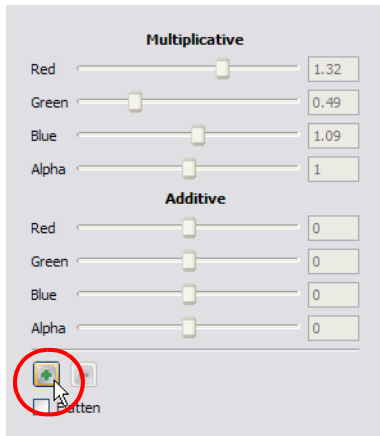 Multiplicative
Red 1.32
Green 0.49
Blue 1.09
Alpha 1
Additive
Red 0
Green 0
Blue 0
Alpha 0
Flatten